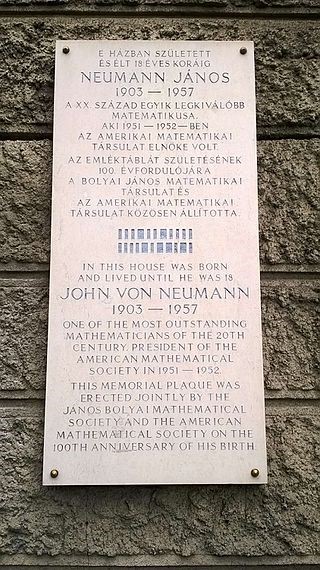 E HÁZBAN SZÜLETETT
ÉS ÉLT 18 ÉVES KORÁIG
NEUMANN JÁNOS
1903 — 1957
A XX. SZÁZAD EGYIK LEGKIVÁLÓBB
MATEMATIKUSA,
AKI 1951 — 1952 — BEN
AZ AMERIKAI MATEMATIKAI
TÁRSULAT ELNÖKE VOLT.
AZ EMLÉKTÁBLÁT SZÜLETÉSÉNEK
100. ÉVFORDULÓJÁRA
A BOLYAI JÁNOS MATEMATIKAI
TÁRSULAT ÉS
AZ AMERIKAI MATEMATIKAI
TÁRSULAT KÖZÖSEN ÁLLÍTOTTA.
IN THIS HOUSE WAS BORN
AND LIVED UNTIL HE WAS 18
JOHN VON NEUMANN
1903 — 1957
ONE OF THE MOST OUTSTANDING
MATHEMATICIANS OF THE 20TH
CENTURY, PRESIDENT OF THE
AMERICAN MATHEMATICAL
SOCIETY IN 1951 — 1952.
THIS MEMORIAL PLAQUE WAS
ERECTED JOINTLY BY THE
JÁNOS BOLYAI MATHEMATICAL
SOCIETY AND THE AMERICAN
MATHEMATICAL SOCIETY ON THE
100TH ANNIVERSARY OF HIS BIRTH